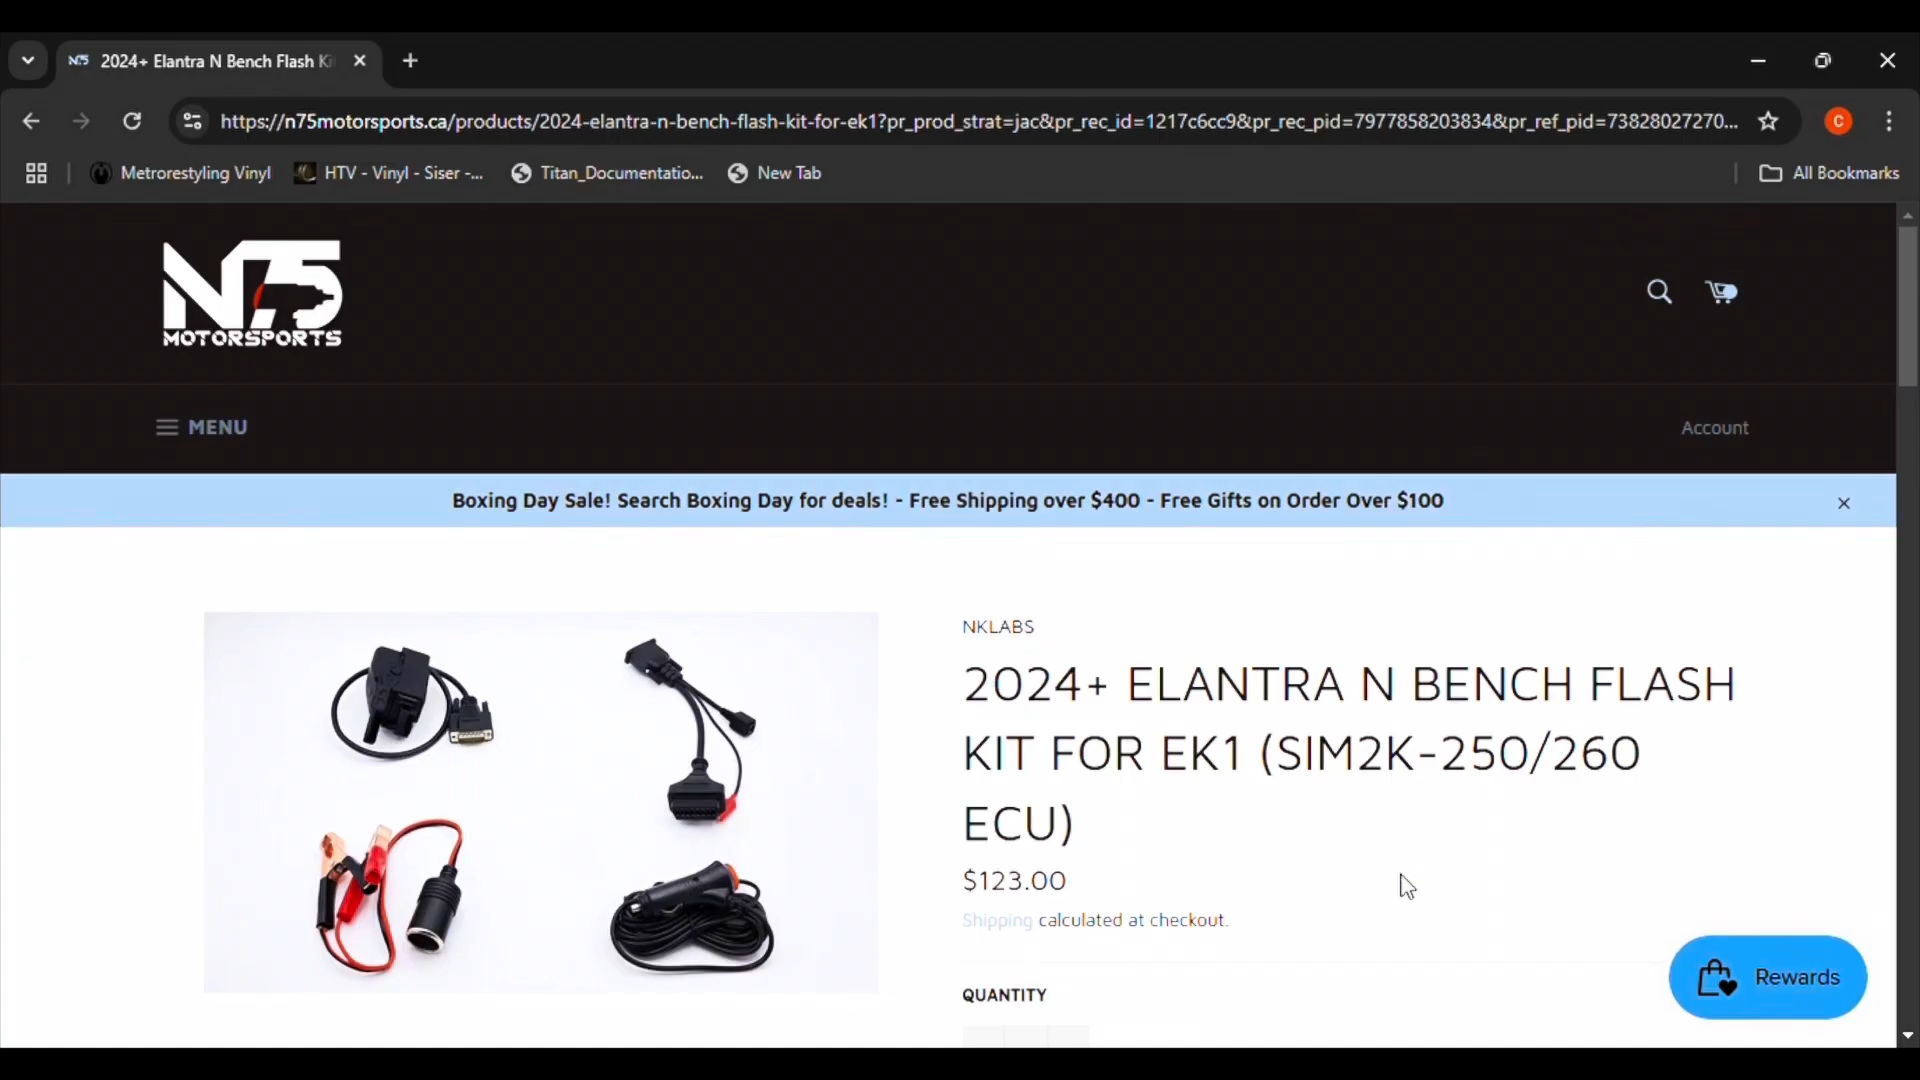 N75 2024+ Elantra N Bench Flash Ki
https://n75motorsports.ca/products/2024-elantra-n-bench-flash-kit-for-ek1?pr_prod_strat=jac&pr_rec_id=1217c6cc9&pr_rec_pid=7977858203834&pr_ref_pid=73828027270...
C
Metrorestyling Vinyl HTV - Vinyl - Siser -... Titan_Documentatio... New Tab All Bookmarks
N75
MOTORSPORTS
MENU Account
Boxing Day Sale! Search Boxing Day for deals! - Free Shipping over $400 - Free Gifts on Order Over $100
NKLABS
2024+ ELANTRA N BENCH FLASH
KIT FOR EK1 (SIM2K-250/260
ECU)
$123.00
Shipping calculated at checkout.
QUANTITY
Rewards